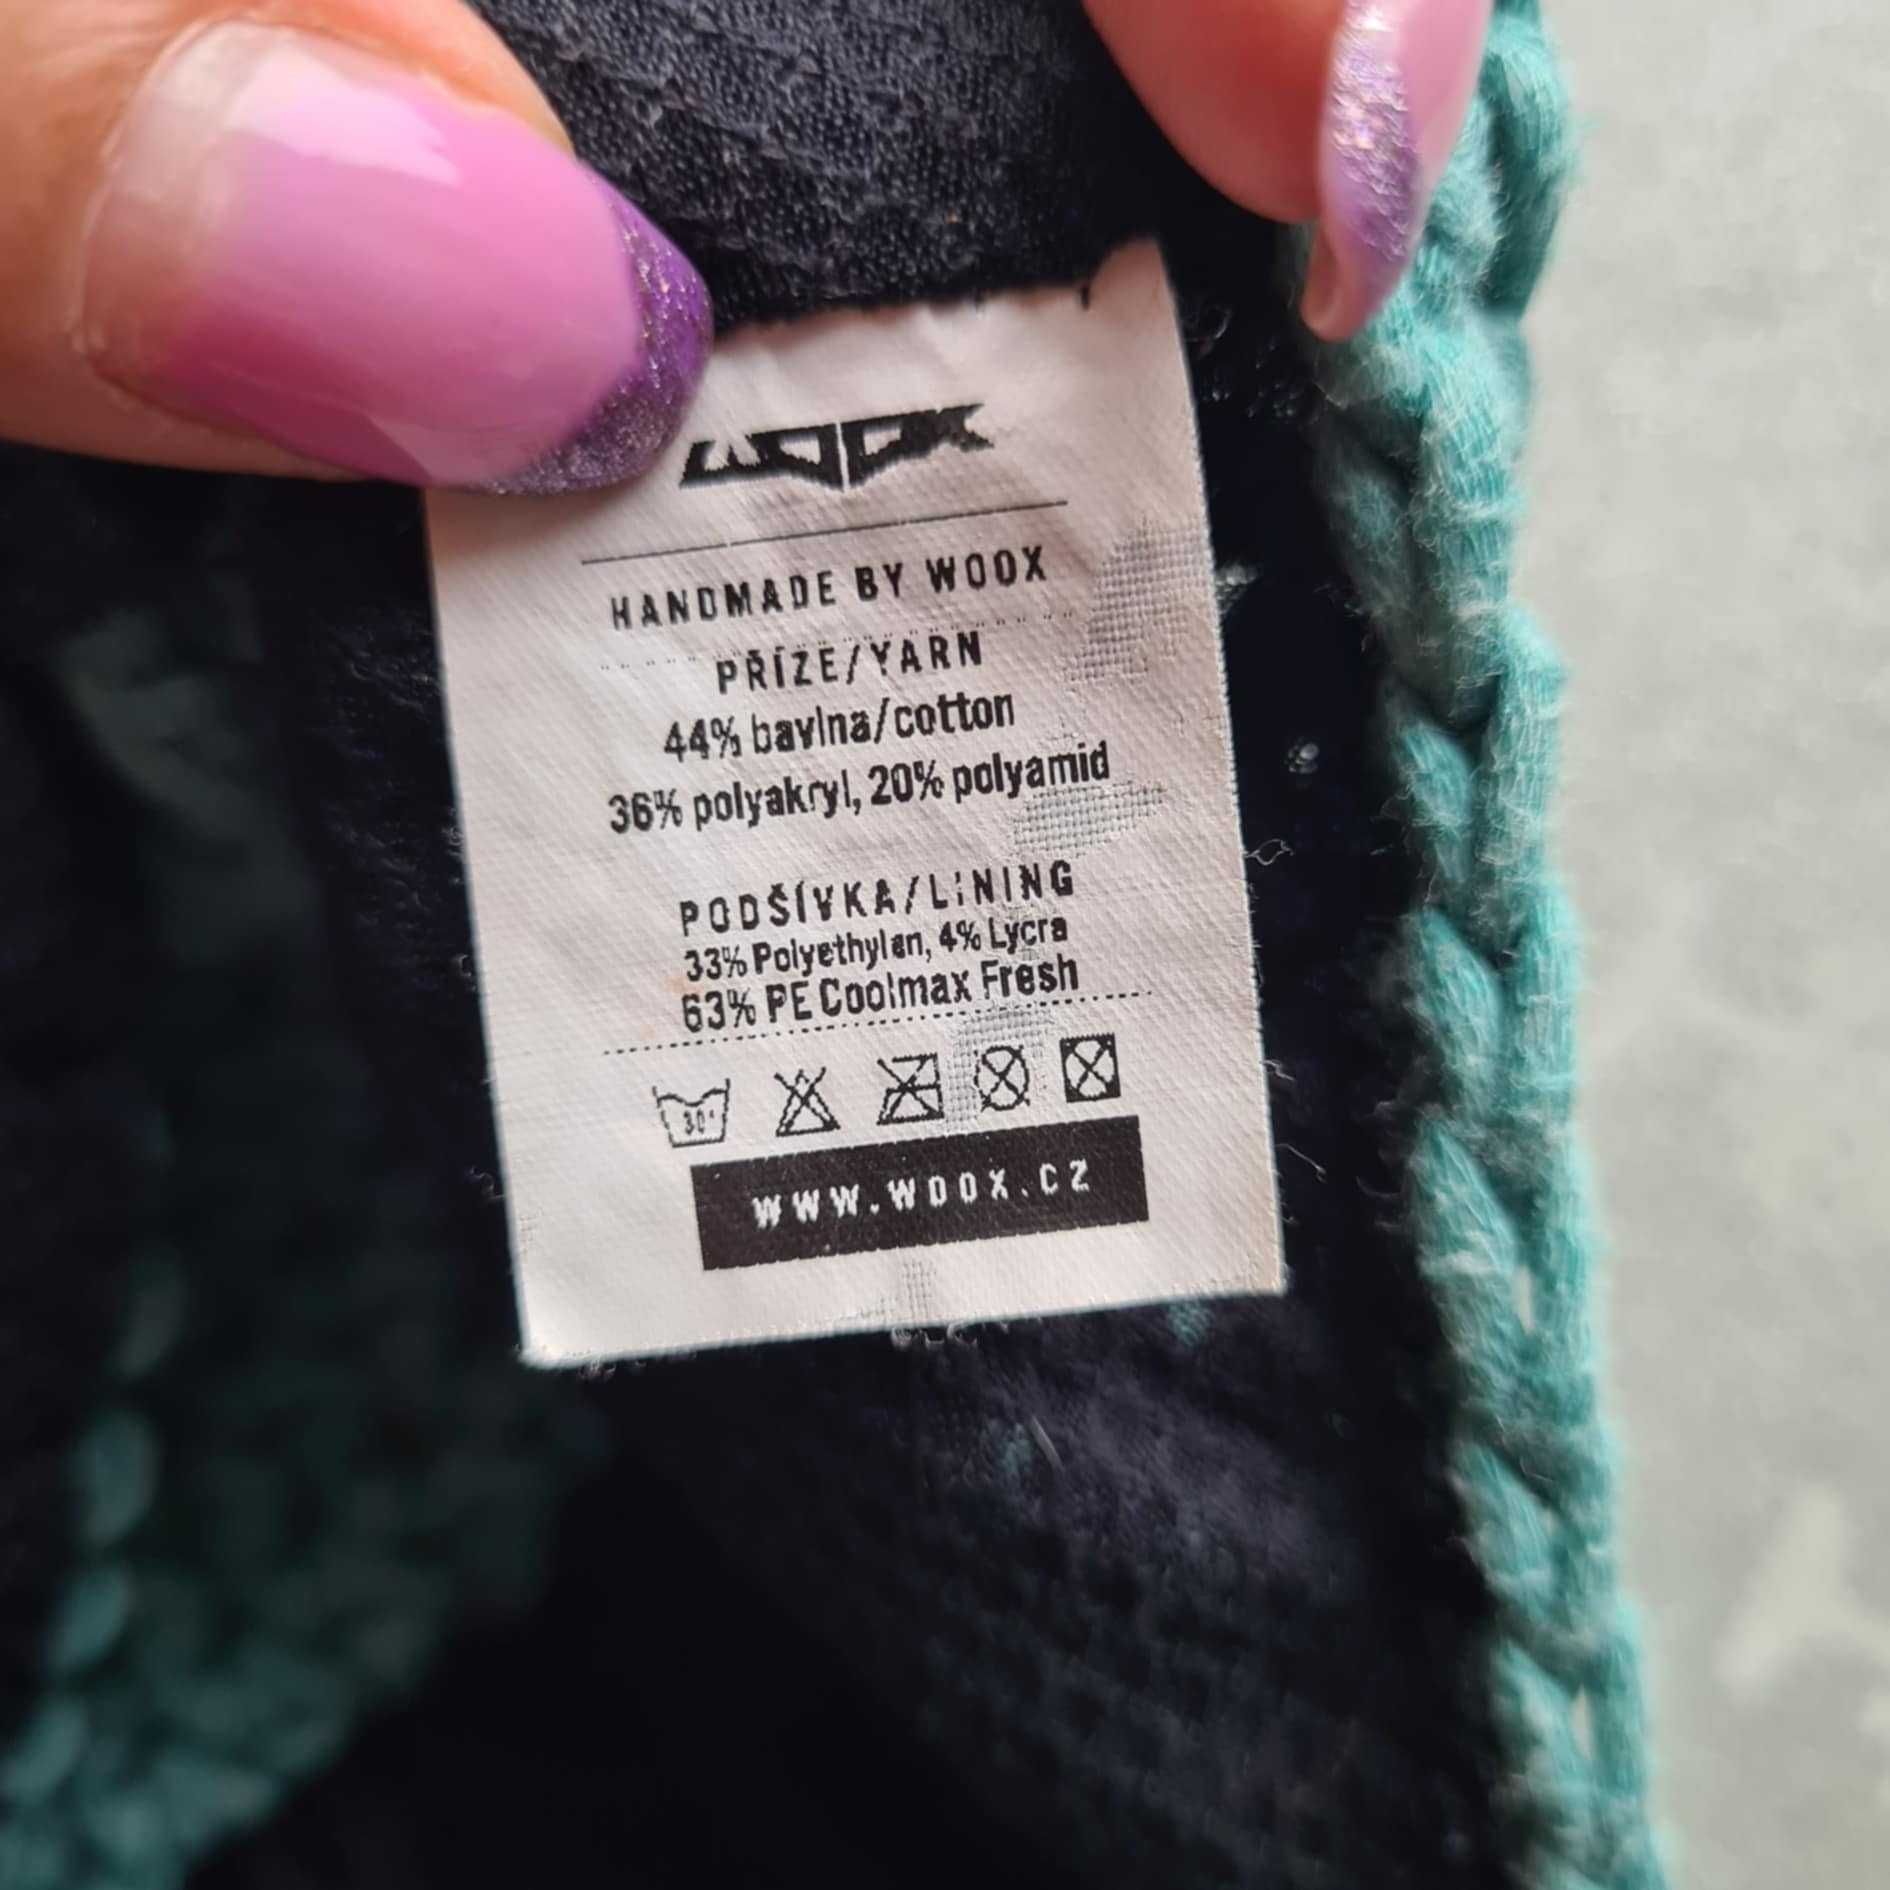 WOOX
HANDMADE BY WOOX
PŘÍZE/YARN
44% bavlna/cotton
36% polyakryl, 20% polyamid
PODŠÍVKA/LINING
33% Polyethylen, 4% Lycra
63% PE Coolmax Fresh
30°
WWW.WOOX.CZ